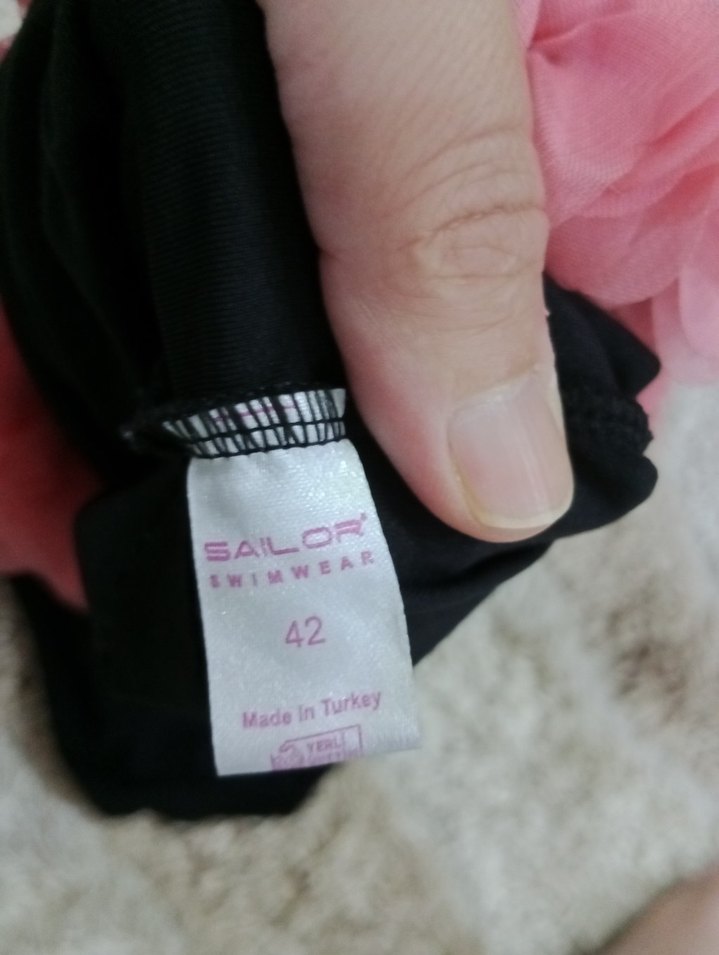 SAILOR
SWIMWEAR
42
Made in Turkey
YERLİ